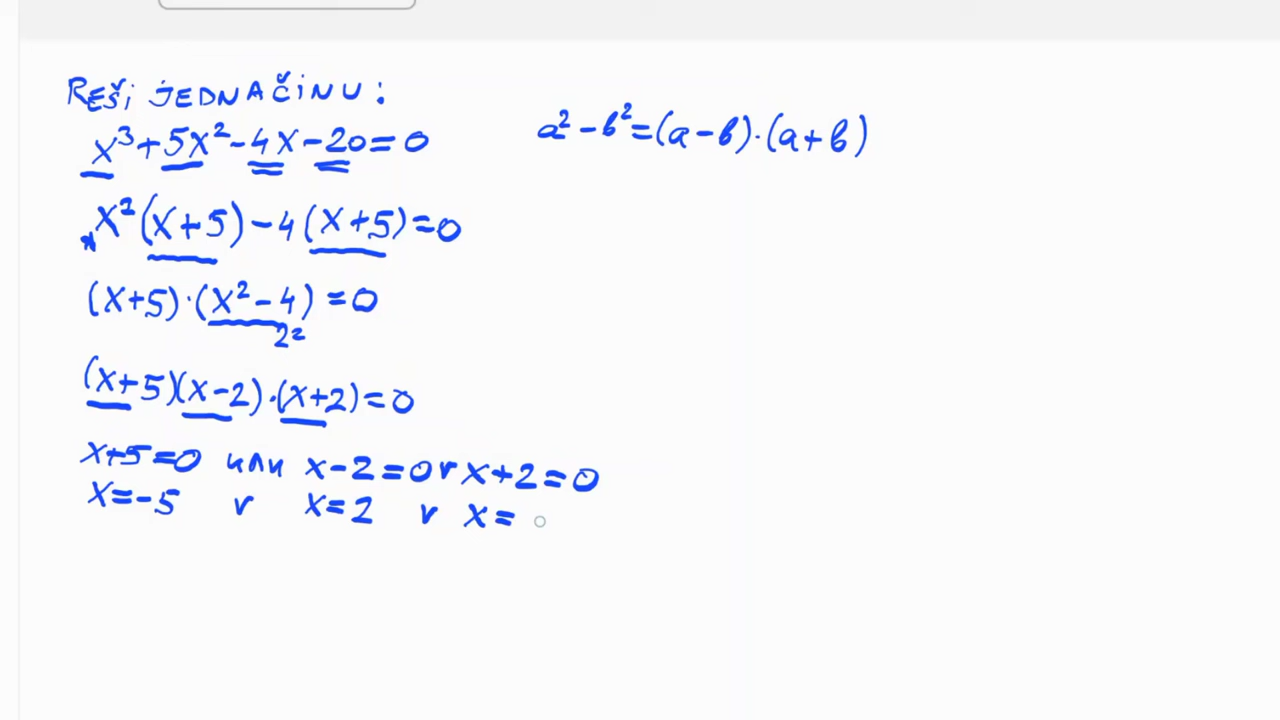 REŠi JEDNAČiNU:
x³+5x²-4x-20=0
a²-b²=(a-b)·(a+b)
x²(x+5)-4(x+5)=0
(x+5)·(x²-4)=0
2²
(x+5)(x-2)·(x+2)=0
x+5=0 или x-2=0 v x+2=0
x=-5 v x=2 v x=